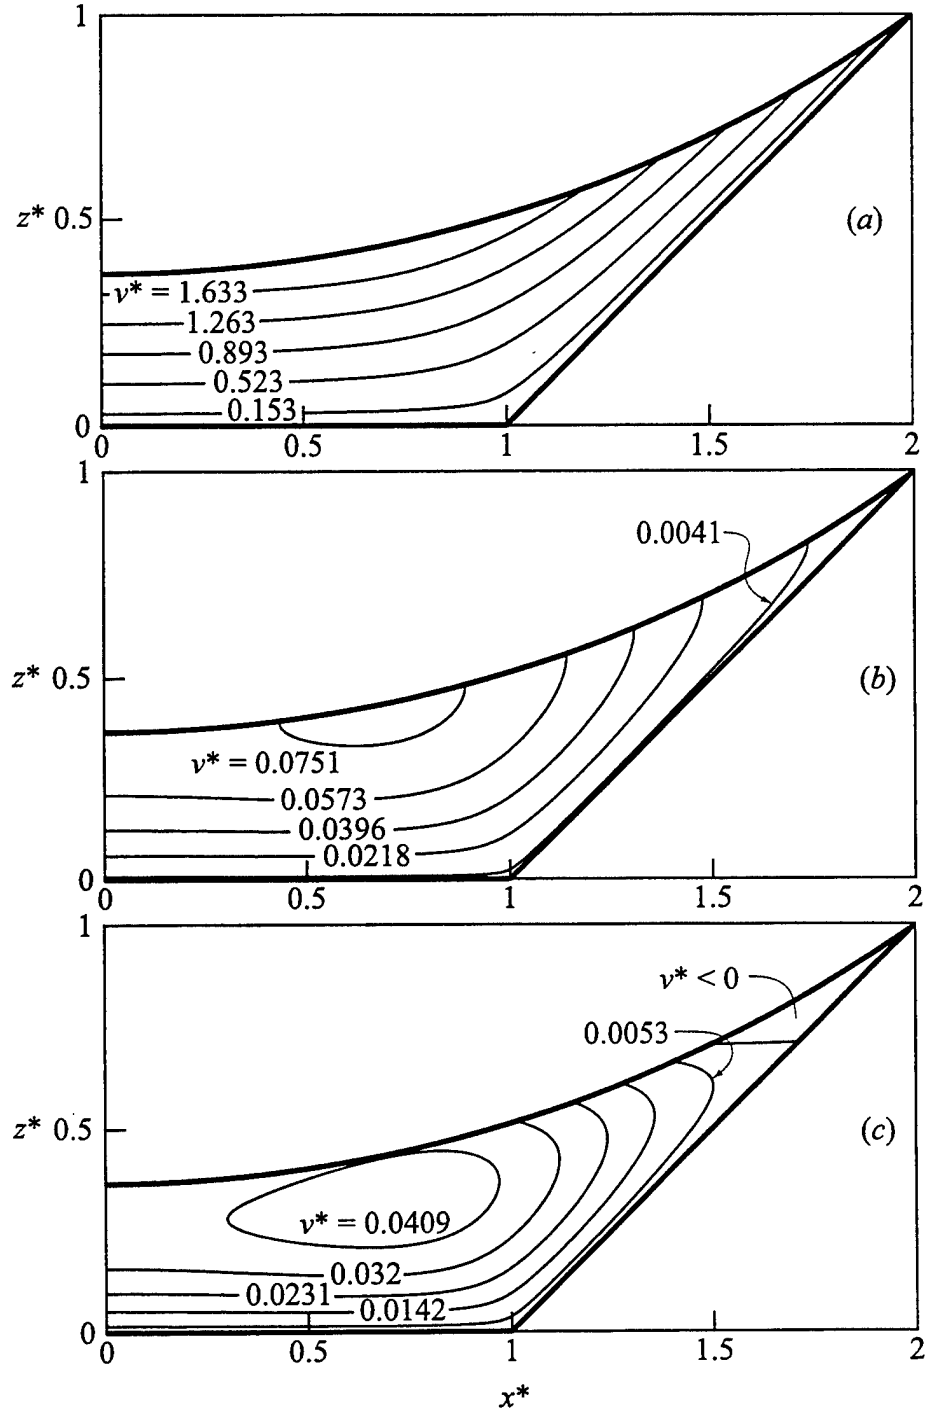 1
z* 0.5
(a)
v* = 1.633
1.263
0.893
0.523
0.153
0
0 0.5 1 1.5 2
1
0.0041
z* 0.5
(b)
v* = 0.0751
0.0573
0.0396
0.0218
0
0 0.5 1 1.5 2
1
v* < 0
0.0053
z* 0.5
(c)
v* = 0.0409
0.032
0.0231
0.0142
0
0 0.5 1 1.5 2
x*